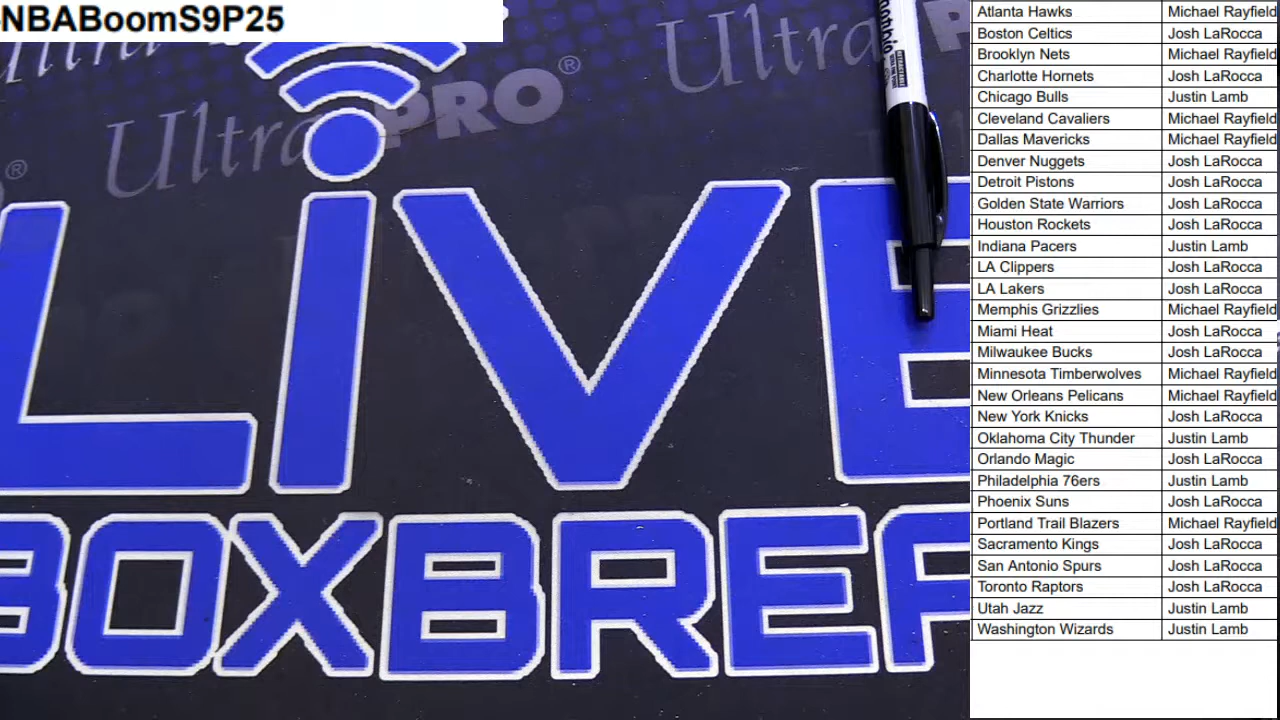 NBABoomS9P25
Ultra PRO®
Ultra PRO®
LiVE
BOXBREA
Atlanta Hawks Michael Rayfield
Boston Celtics Josh LaRocca
Brooklyn Nets Michael Rayfield
Charlotte Hornets Josh LaRocca
Chicago Bulls Justin Lamb
Cleveland Cavaliers Michael Rayfield
Dallas Mavericks Michael Rayfield
Denver Nuggets Josh LaRocca
Detroit Pistons Josh LaRocca
Golden State Warriors Josh LaRocca
Houston Rockets Josh LaRocca
Indiana Pacers Justin Lamb
LA Clippers Josh LaRocca
LA Lakers Josh LaRocca
Memphis Grizzlies Michael Rayfield
Miami Heat Josh LaRocca
Milwaukee Bucks Josh LaRocca
Minnesota Timberwolves Michael Rayfield
New Orleans Pelicans Michael Rayfield
New York Knicks Josh LaRocca
Oklahoma City Thunder Justin Lamb
Orlando Magic Josh LaRocca
Philadelphia 76ers Justin Lamb
Phoenix Suns Josh LaRocca
Portland Trail Blazers Michael Rayfield
Sacramento Kings Josh LaRocca
San Antonio Spurs Josh LaRocca
Toronto Raptors Josh LaRocca
Utah Jazz Justin Lamb
Washington Wizards Justin Lamb